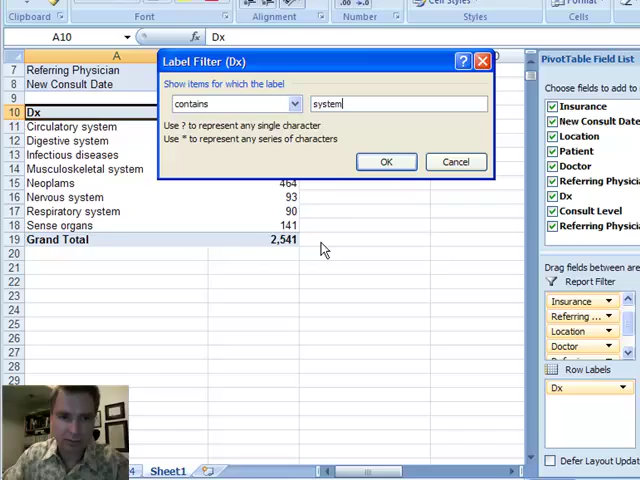 Cell Styles
Format
Clipboard
Font
Alignment
Number
Styles
Cells
A10
fx
Dx
A
7
Referring Physician
8
New Consult Date
10
Dx
11
Circulatory system
12
Digestive system
13
Infectious diseases
14
Musculoskeletal system
15
Neoplams
464
16
Nervous system
93
17
Respiratory system
90
18
Sense organs
141
19
Grand Total
2,541
20
21
22
23
24
25
26
27
28
29
Label Filter (Dx)
Show items for which the label
contains
system
Use ? to represent any single character
Use * to represent any series of characters
OK
Cancel
PivotTable Field List
Choose fields to add to
Insurance
New Consult Date
Location
Patient
Doctor
Referring Physicia
Dx
Consult Level
Referring Physicia
Drag fields between are
Report Filter
Insurance
Referring ...
Location
Doctor
Row Labels
Dx
Defer Layout Updat
4
Sheet1